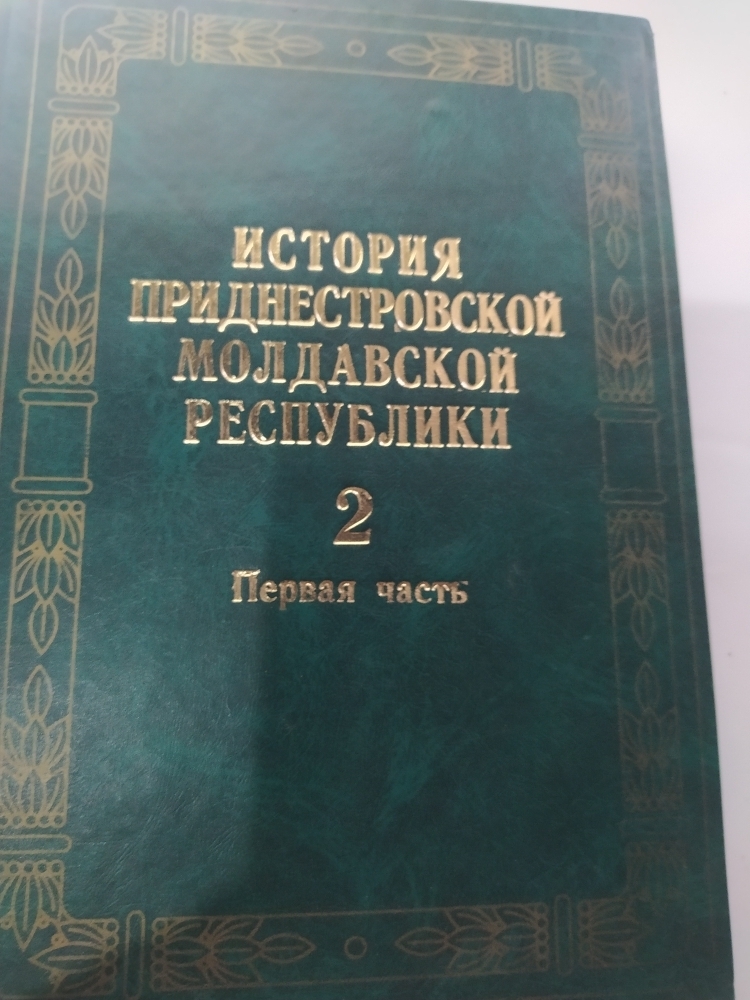 ИСТОРИЯ
ПРИДНЕСТРОВСКОЙ
МОЛДАВСКОЙ
РЕСПУБЛИКИ
2
Первая часть